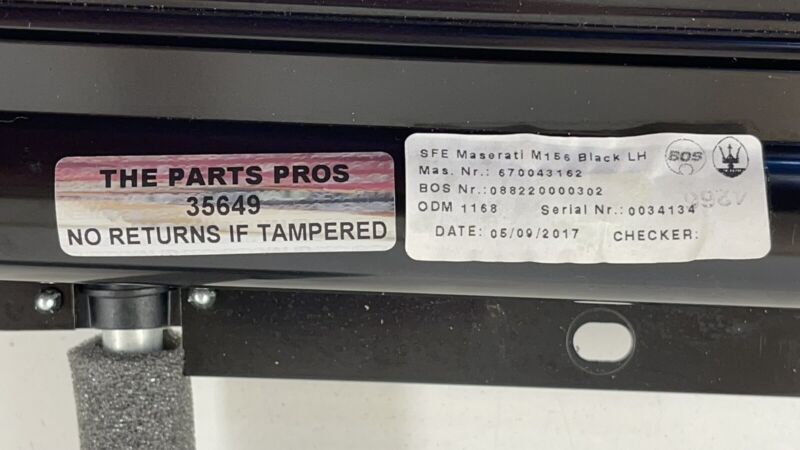 THE PARTS PROS
35649
NO RETURNS IF TAMPERED
SFE Maserati M156 Black LH
Mas. Nr.: 670043162
BOS Nr.:088220000302
ODM 1168 Serial Nr.: 0034134
DATE: 05/09/2017 CHECKER:
BOS